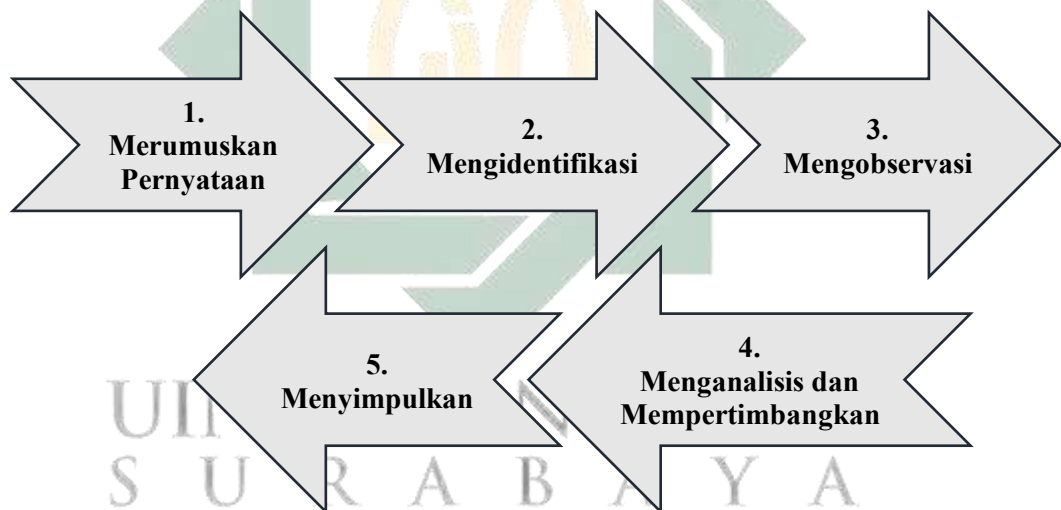 1.
Merumuskan
Pernyataan
2.
Mengidentifikasi
3.
Mengobservasi
4.
Menganalisis dan
Mempertimbangkan
5.
Menyimpulkan
UIN
S U R A B A Y A